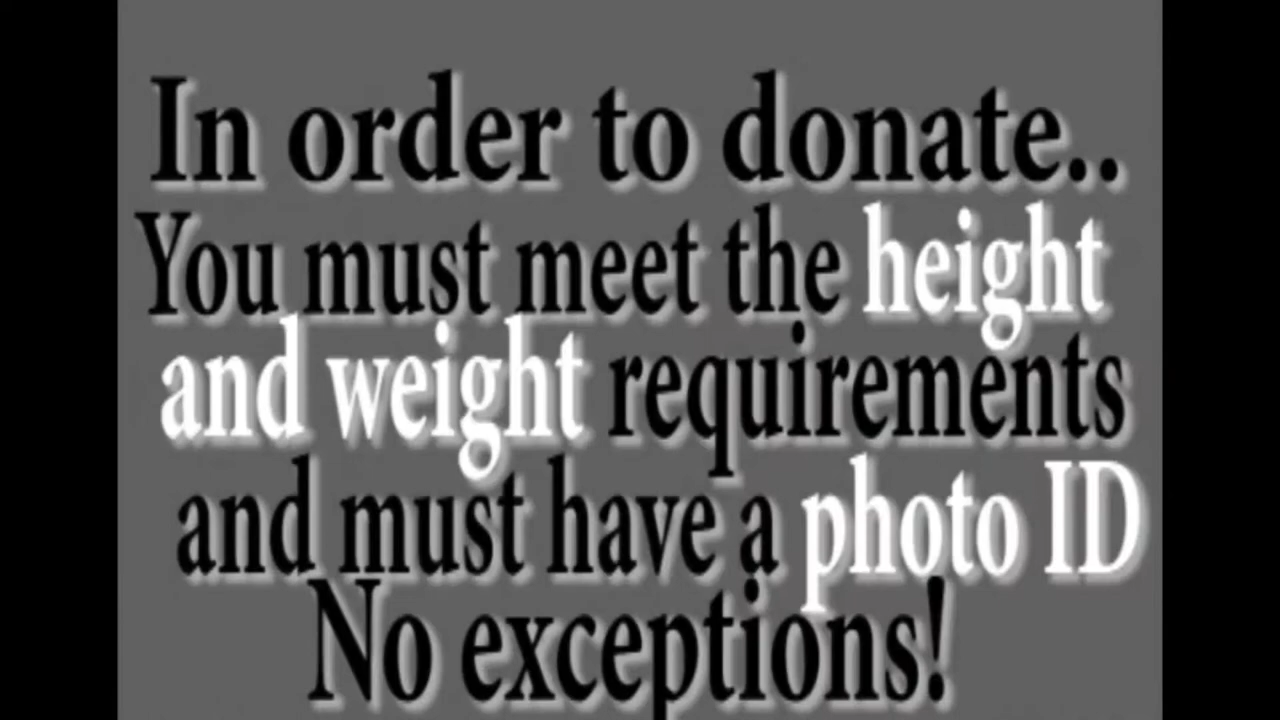 In order to donate..
You must meet the height
and weight requirements
and must have a photo ID
No exceptions!